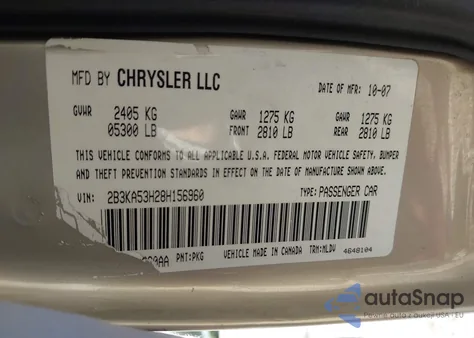 MFD BY CHRYSLER LLC DATE OF MFR: 10-07
GVWR 2405 KG GAWR 1275 KG GAWR 1275 KG
05300 LB FRONT 2810 LB REAR 2810 LB
THIS VEHICLE CONFORMS TO ALL APPLICABLE U.S.A. FEDERAL MOTOR VEHICLE SAFETY, BUMPER
AND THEFT PREVENTION STANDARDS IN EFFECT ON THE DATE OF MANUFACTURE SHOWN ABOVE.
VIN: 2B3KA53H28H156960 TYPE: PASSENGER CAR
PNT: PKG VEHICLE MADE IN CANADA TRM: MLDV 4648104
autoSnap